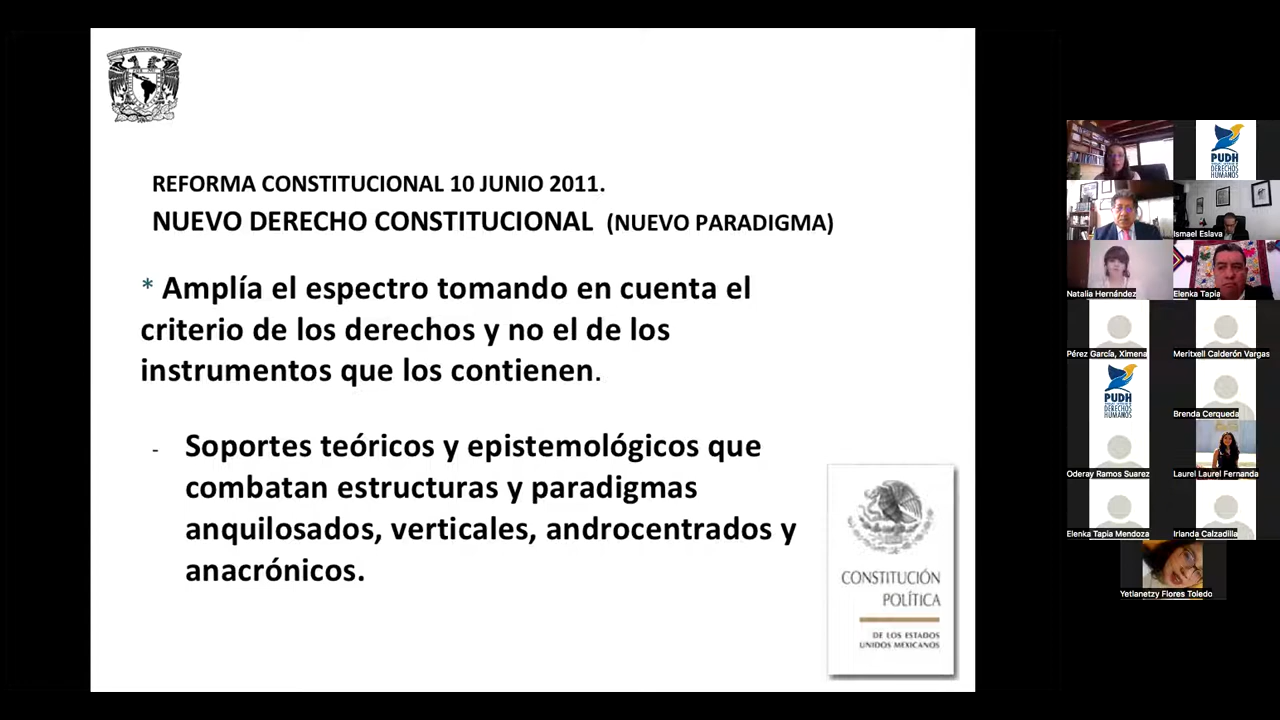 REFORMA CONSTITUCIONAL 10 JUNIO 2011.
NUEVO DERECHO CONSTITUCIONAL (NUEVO PARADIGMA)
* Amplía el espectro tomando en cuenta el
criterio de los derechos y no el de los
instrumentos que los contienen.
- Soportes teóricos y epistemológicos que
combatan estructuras y paradigmas
anquilosados, verticales, androcentrados y
anacrónicos.
CONSTITUCIÓN
POLÍTICA
DE LOS ESTADOS
UNIDOS MEXICANOS
PUDH
DERECHOS
HUMANOS
Ismael Eslava
Natalia Hernández
Elenka Tapia
Pérez García, Ximena
Meritxell Calderón Vargas
PUDH
DERECHOS
HUMANOS
Brenda Cerqueda
Oderay Ramos Suarez
Laurel Laurel Fernanda
Elenka Tapia Mendoza
Irlanda Calzadilla
Yetlanetzy Flores Toledo